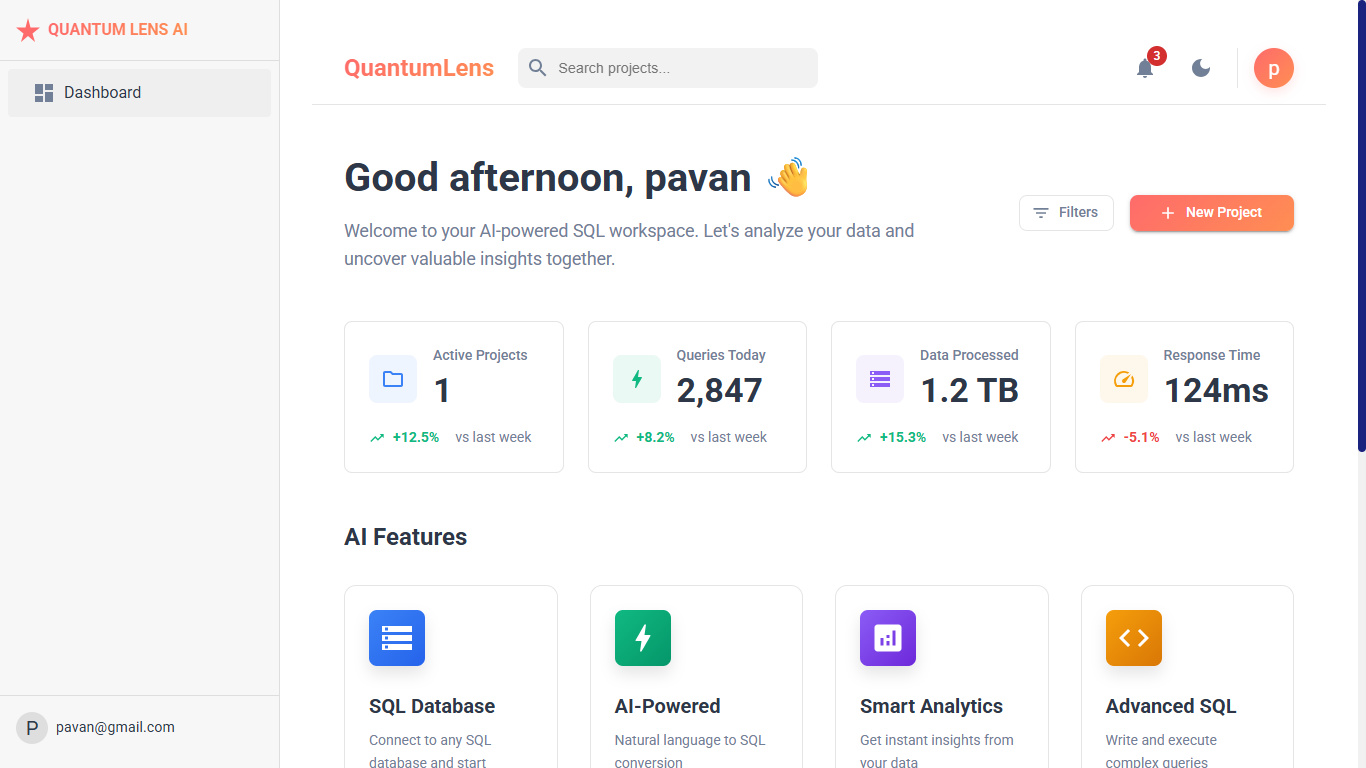 QUANTUM LENS AI
Dashboard
QuantumLens
Search projects...
3
p
Good afternoon, pavan 👋
Welcome to your AI-powered SQL workspace. Let's analyze your data and
uncover valuable insights together.
Filters
New Project
Active Projects
1
+12.5% vs last week
Queries Today
2,847
+8.2% vs last week
Data Processed
1.2 TB
+15.3% vs last week
Response Time
124ms
-5.1% vs last week
AI Features
SQL Database
Connect to any SQL
database and start
AI-Powered
Natural language to SQL
conversion
Smart Analytics
Get instant insights from
your data
Advanced SQL
Write and execute
complex queries
P
pavan@gmail.com